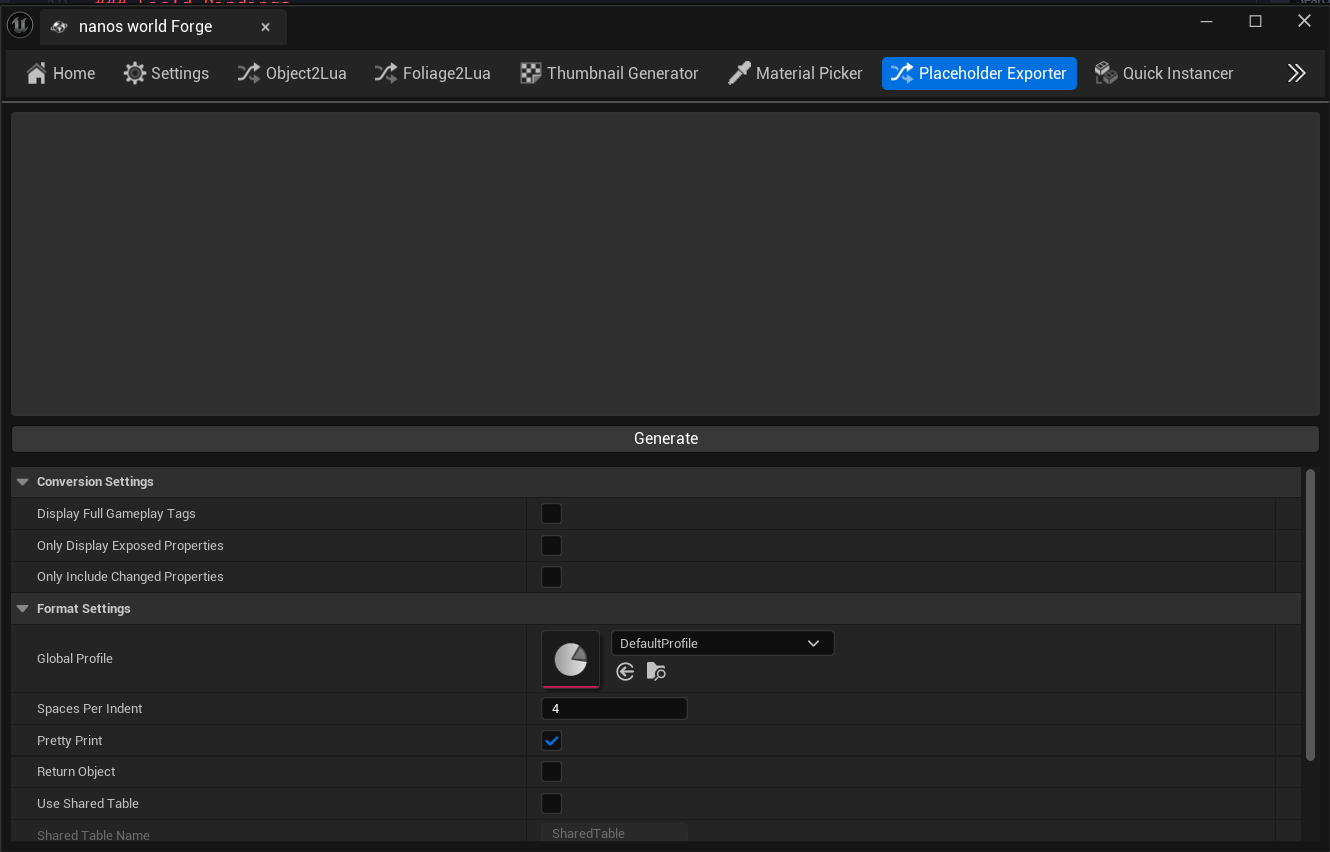 nanos world Forge
Home
Settings
Object2Lua
Foliage2Lua
Thumbnail Generator
Material Picker
Placeholder Exporter
Quick Instancer
Generate
Conversion Settings
Display Full Gameplay Tags
Only Display Exposed Properties
Only Include Changed Properties
Format Settings
Global Profile
DefaultProfile
Spaces Per Indent
4
Pretty Print
Return Object
Use Shared Table
Shared Table Name
SharedTable